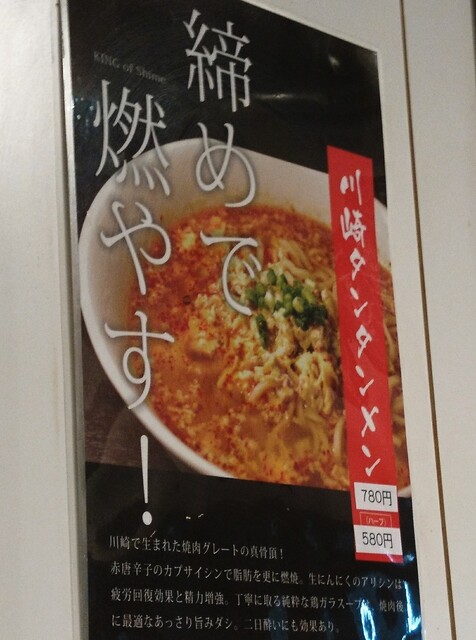 締めで
燃やす!
KING of Shime
川崎タンタンメン
780円
(ハーフ)
580円
川崎で生まれた焼肉グレートの真骨頂!
赤唐辛子のカプサイシンで脂肪を更に燃焼。生にんにくのアリシンは
疲労回復効果と精力増強。丁寧に取る純粋な鶏ガラスープは、焼肉後
に最適なあっさり旨みダシ。二日酔いにも効果あり。